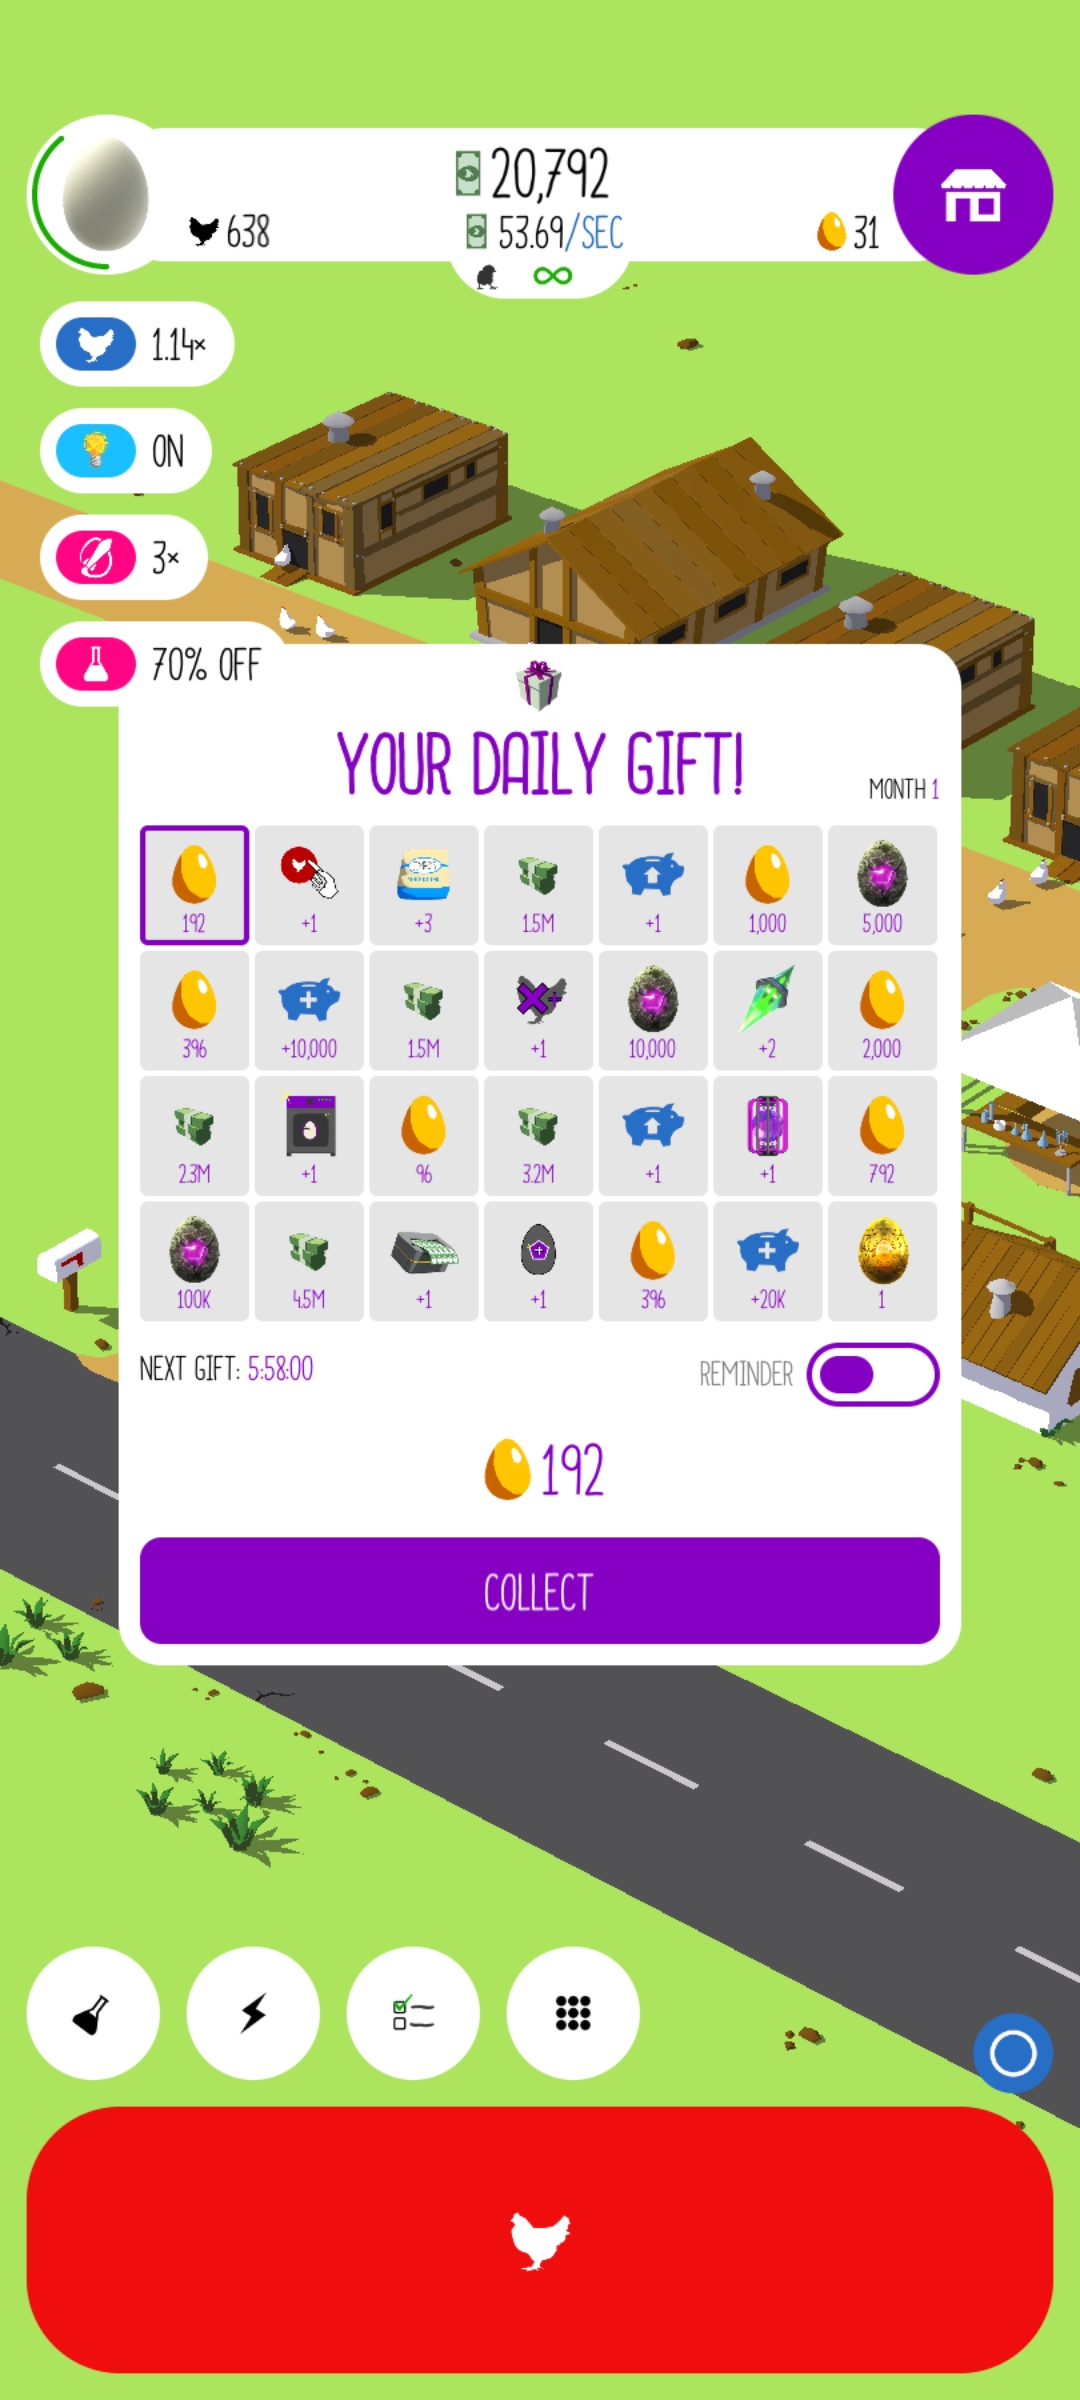 20,792
638
53.69/SEC
31
1.14×
ON
3×
70% OFF
YOUR DAILY GIFT!
MONTH 1
192
+1
+3
1.5M
+1
1,000
5,000
396
+10,000
1.5M
+1
10,000
+2
2,000
2.3M
+1
96
3.2M
+1
+1
792
100K
4.5M
+1
+1
396
+20K
1
NEXT GIFT: 5:58:00
REMINDER
192
COLLECT